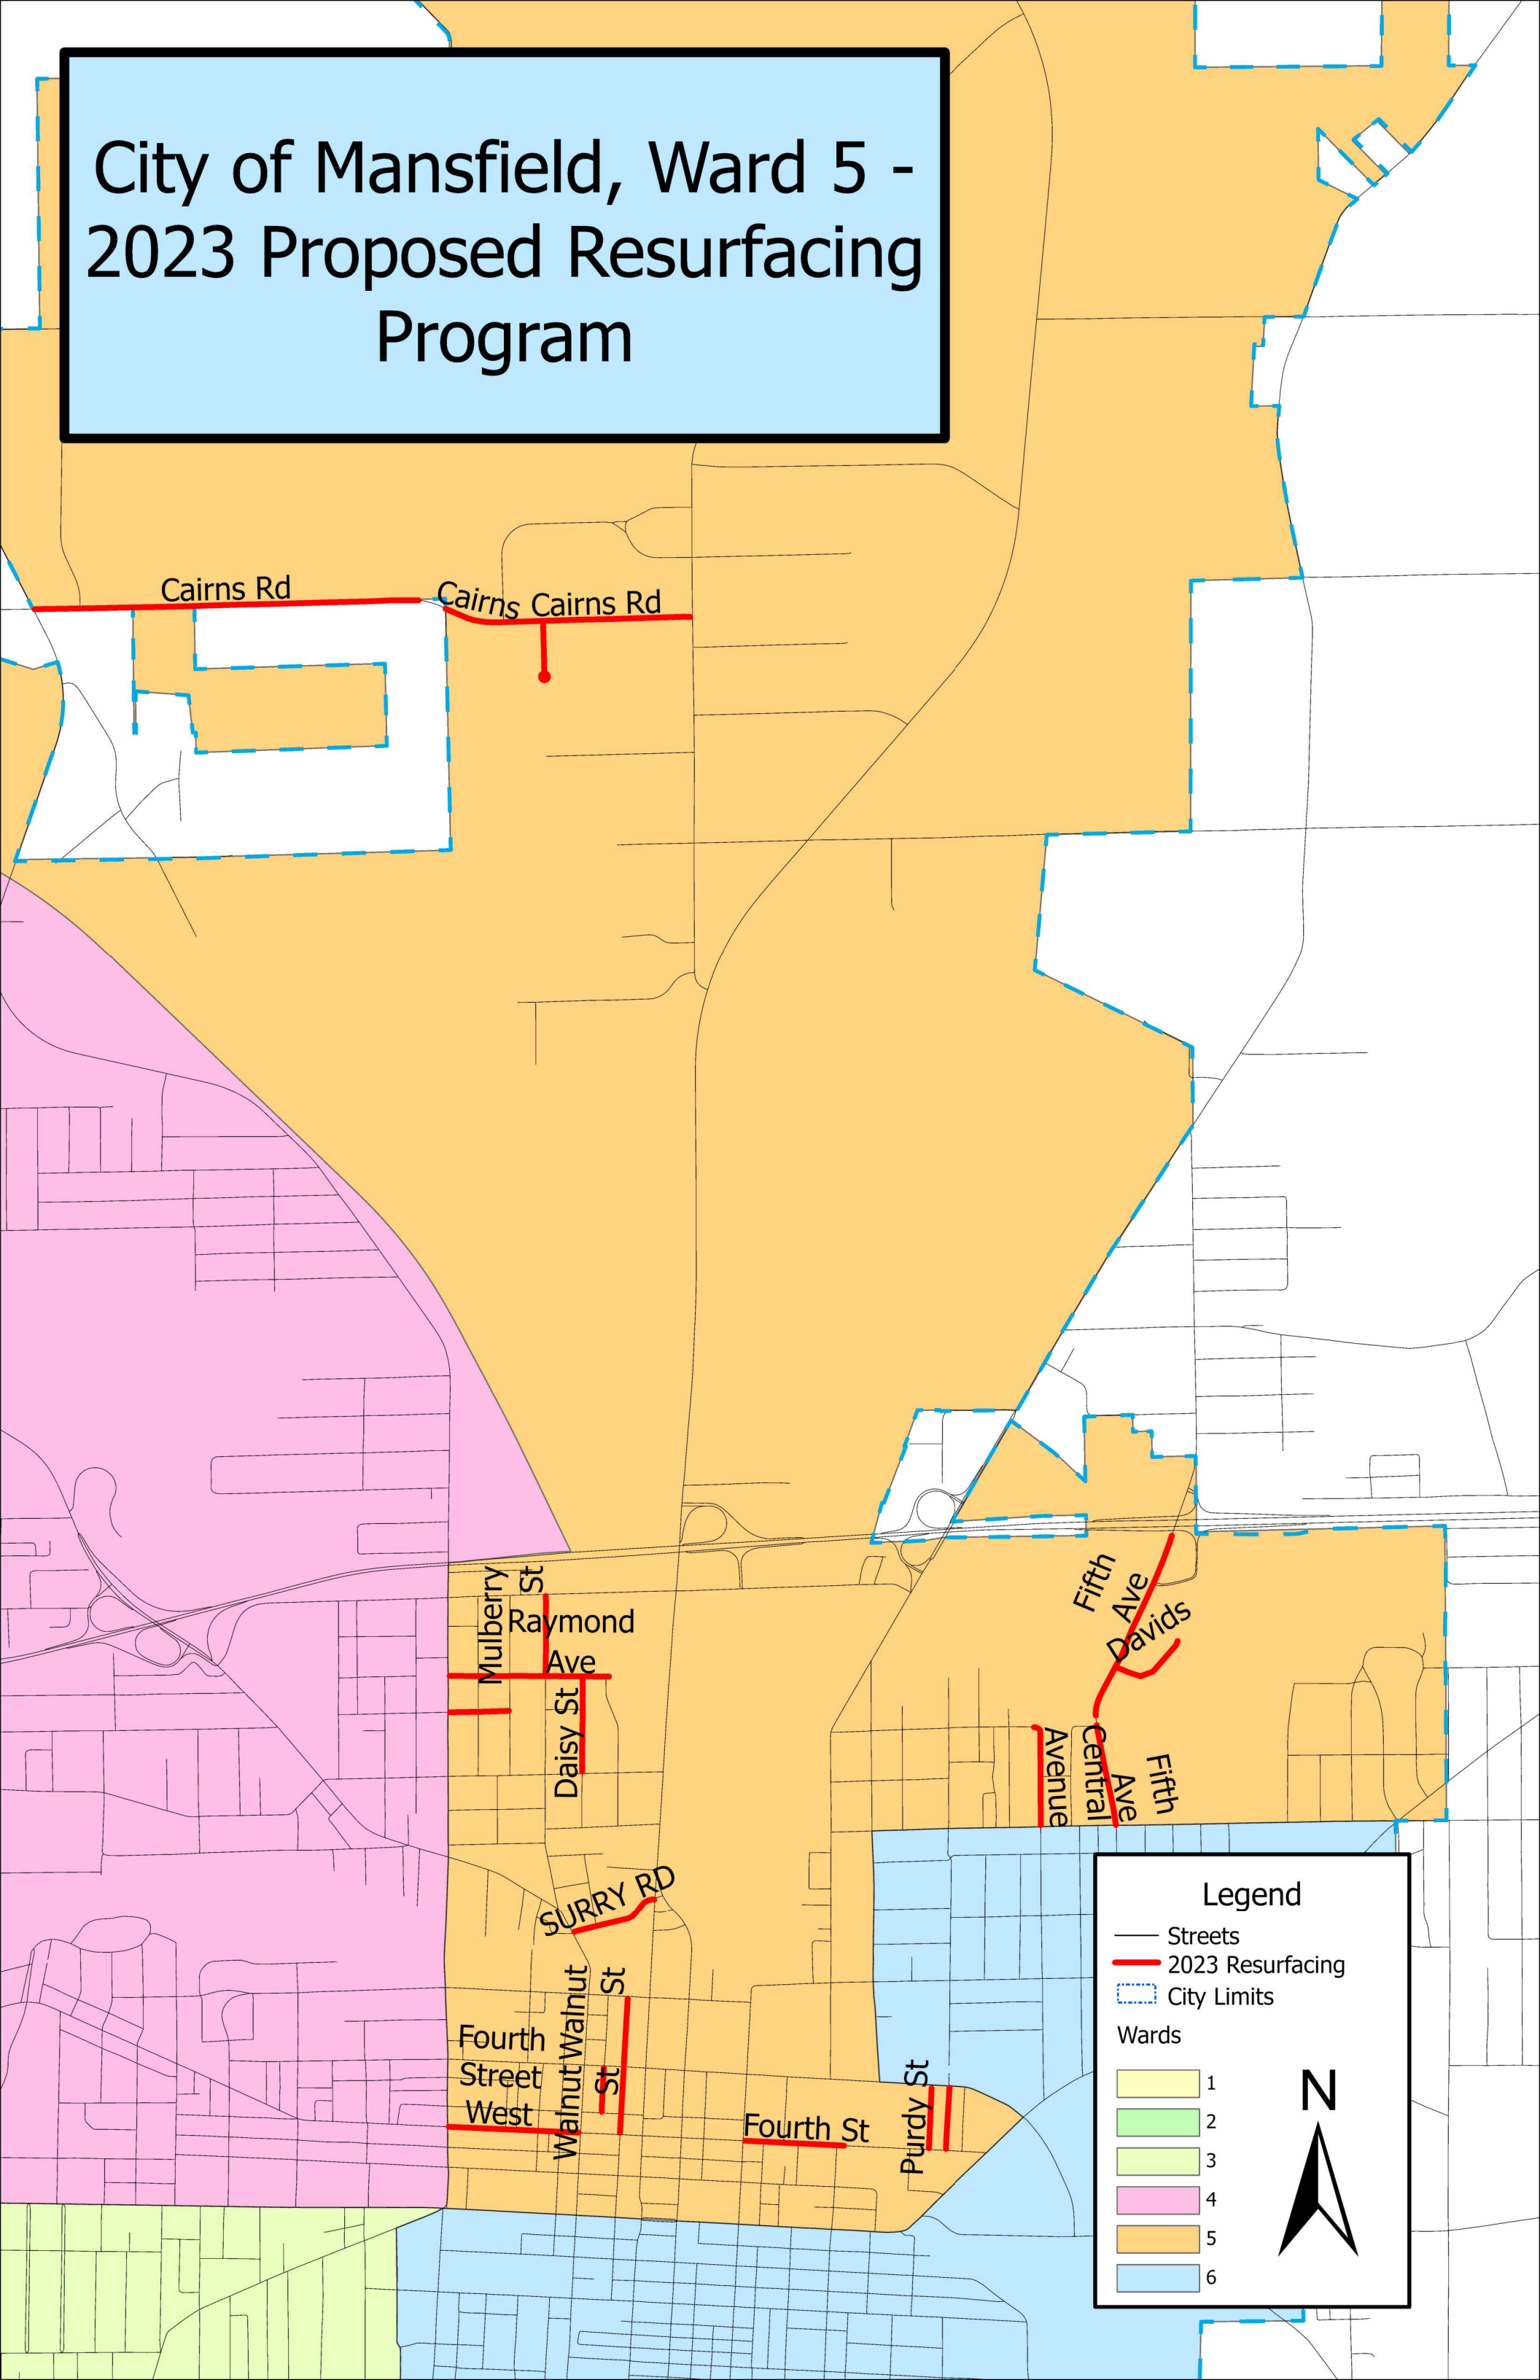 City of Mansfield, Ward 5 -
2023 Proposed Resurfacing
Program
Cairns Rd
Cairns
Cairns Rd
Mulberry
St
Raymond
Ave
Daisy St
Fifth
Ave
Davids
Avenue
Central
Ave
Fifth
SURRY RD
Walnut
St
Fourth
Street
West
Walnut
St
Fourth St
Purdy St
Legend
Streets
2023 Resurfacing
City Limits
Wards
1
2
3
4
5
6
N